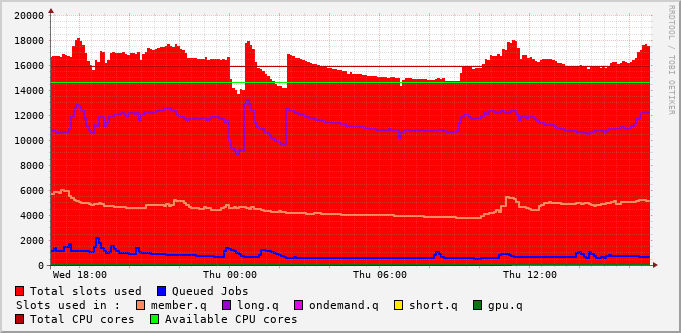 20000
18000
16000
14000
12000
10000
8000
6000
4000
2000
0
Wed 18:00 Thu 00:00 Thu 06:00 Thu 12:00
RRDTOOL / TOBI OETIKER
Total slots used Queued Jobs
Slots used in : member.q long.q ondemand.q short.q gpu.q
Total CPU cores Available CPU cores